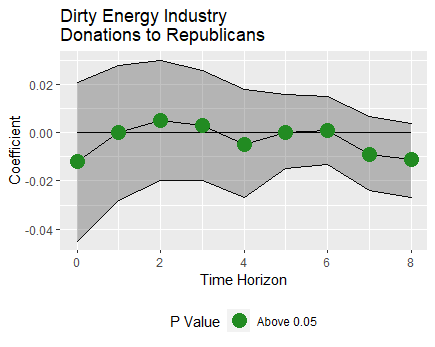 Dirty Energy Industry
Donations to Republicans
Coefficient
0.02
0.00
-0.02
-0.04
0 2 4 6 8
Time Horizon
P Value Above 0.05